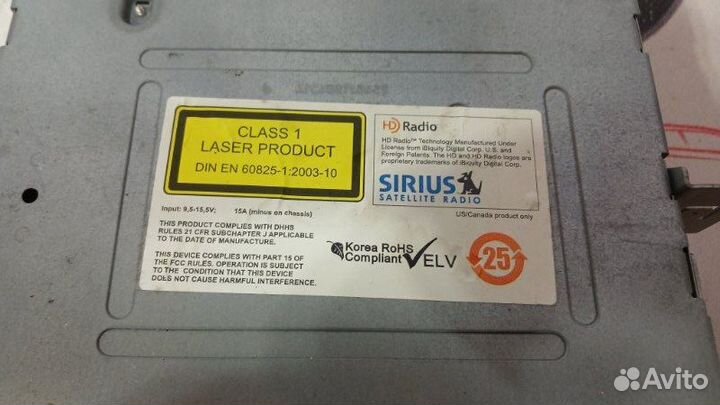 CLASS 1
LASER PRODUCT
DIN EN 60825-1:2003-10
Input: 9,5-15,5V; 15A (minus on chassis)
THIS PRODUCT COMPLIES WITH DHHS
RULES 21 CFR SUBCHAPTER J APPLICABLE
TO THE DATE OF MANUFACTURE.
THIS DEVICE COMPLIES WITH PART 15 OF
THE FCC RULES. OPERATION IS SUBJECT
TO THE CONDITION THAT THIS DEVICE
DOES NOT CAUSE HARMFUL INTERFERENCE.
HD Radio
HD Radio™ Technology Manufactured Under
License from iBiquity Digital Corp. U.S. and
Foreign Patents. The HD and HD Radio logos are
proprietary trademarks of iBiquity Digital Corp.
SIRIUS
SATELLITE RADIO
US/Canada product only
Korea RoHS
Compliant
ELV
25
Avito